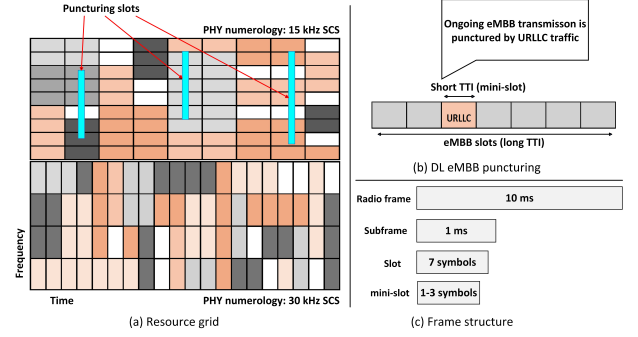 Puncturing slots
PHY numerology: 15 kHz SCS
Frequency
Time
PHY numerology: 30 kHz SCS
(a) Resource grid
Ongoing eMBB transmisson is
punctured by URLLC traffic
Short TTI (mini-slot)
URLLC
eMBB slots (long TTI)
(b) DL eMBB puncturing
Radio frame
10 ms
Subframe
1 ms
Slot
7 symbols
mini-slot
1-3 symbols
(c) Frame structure